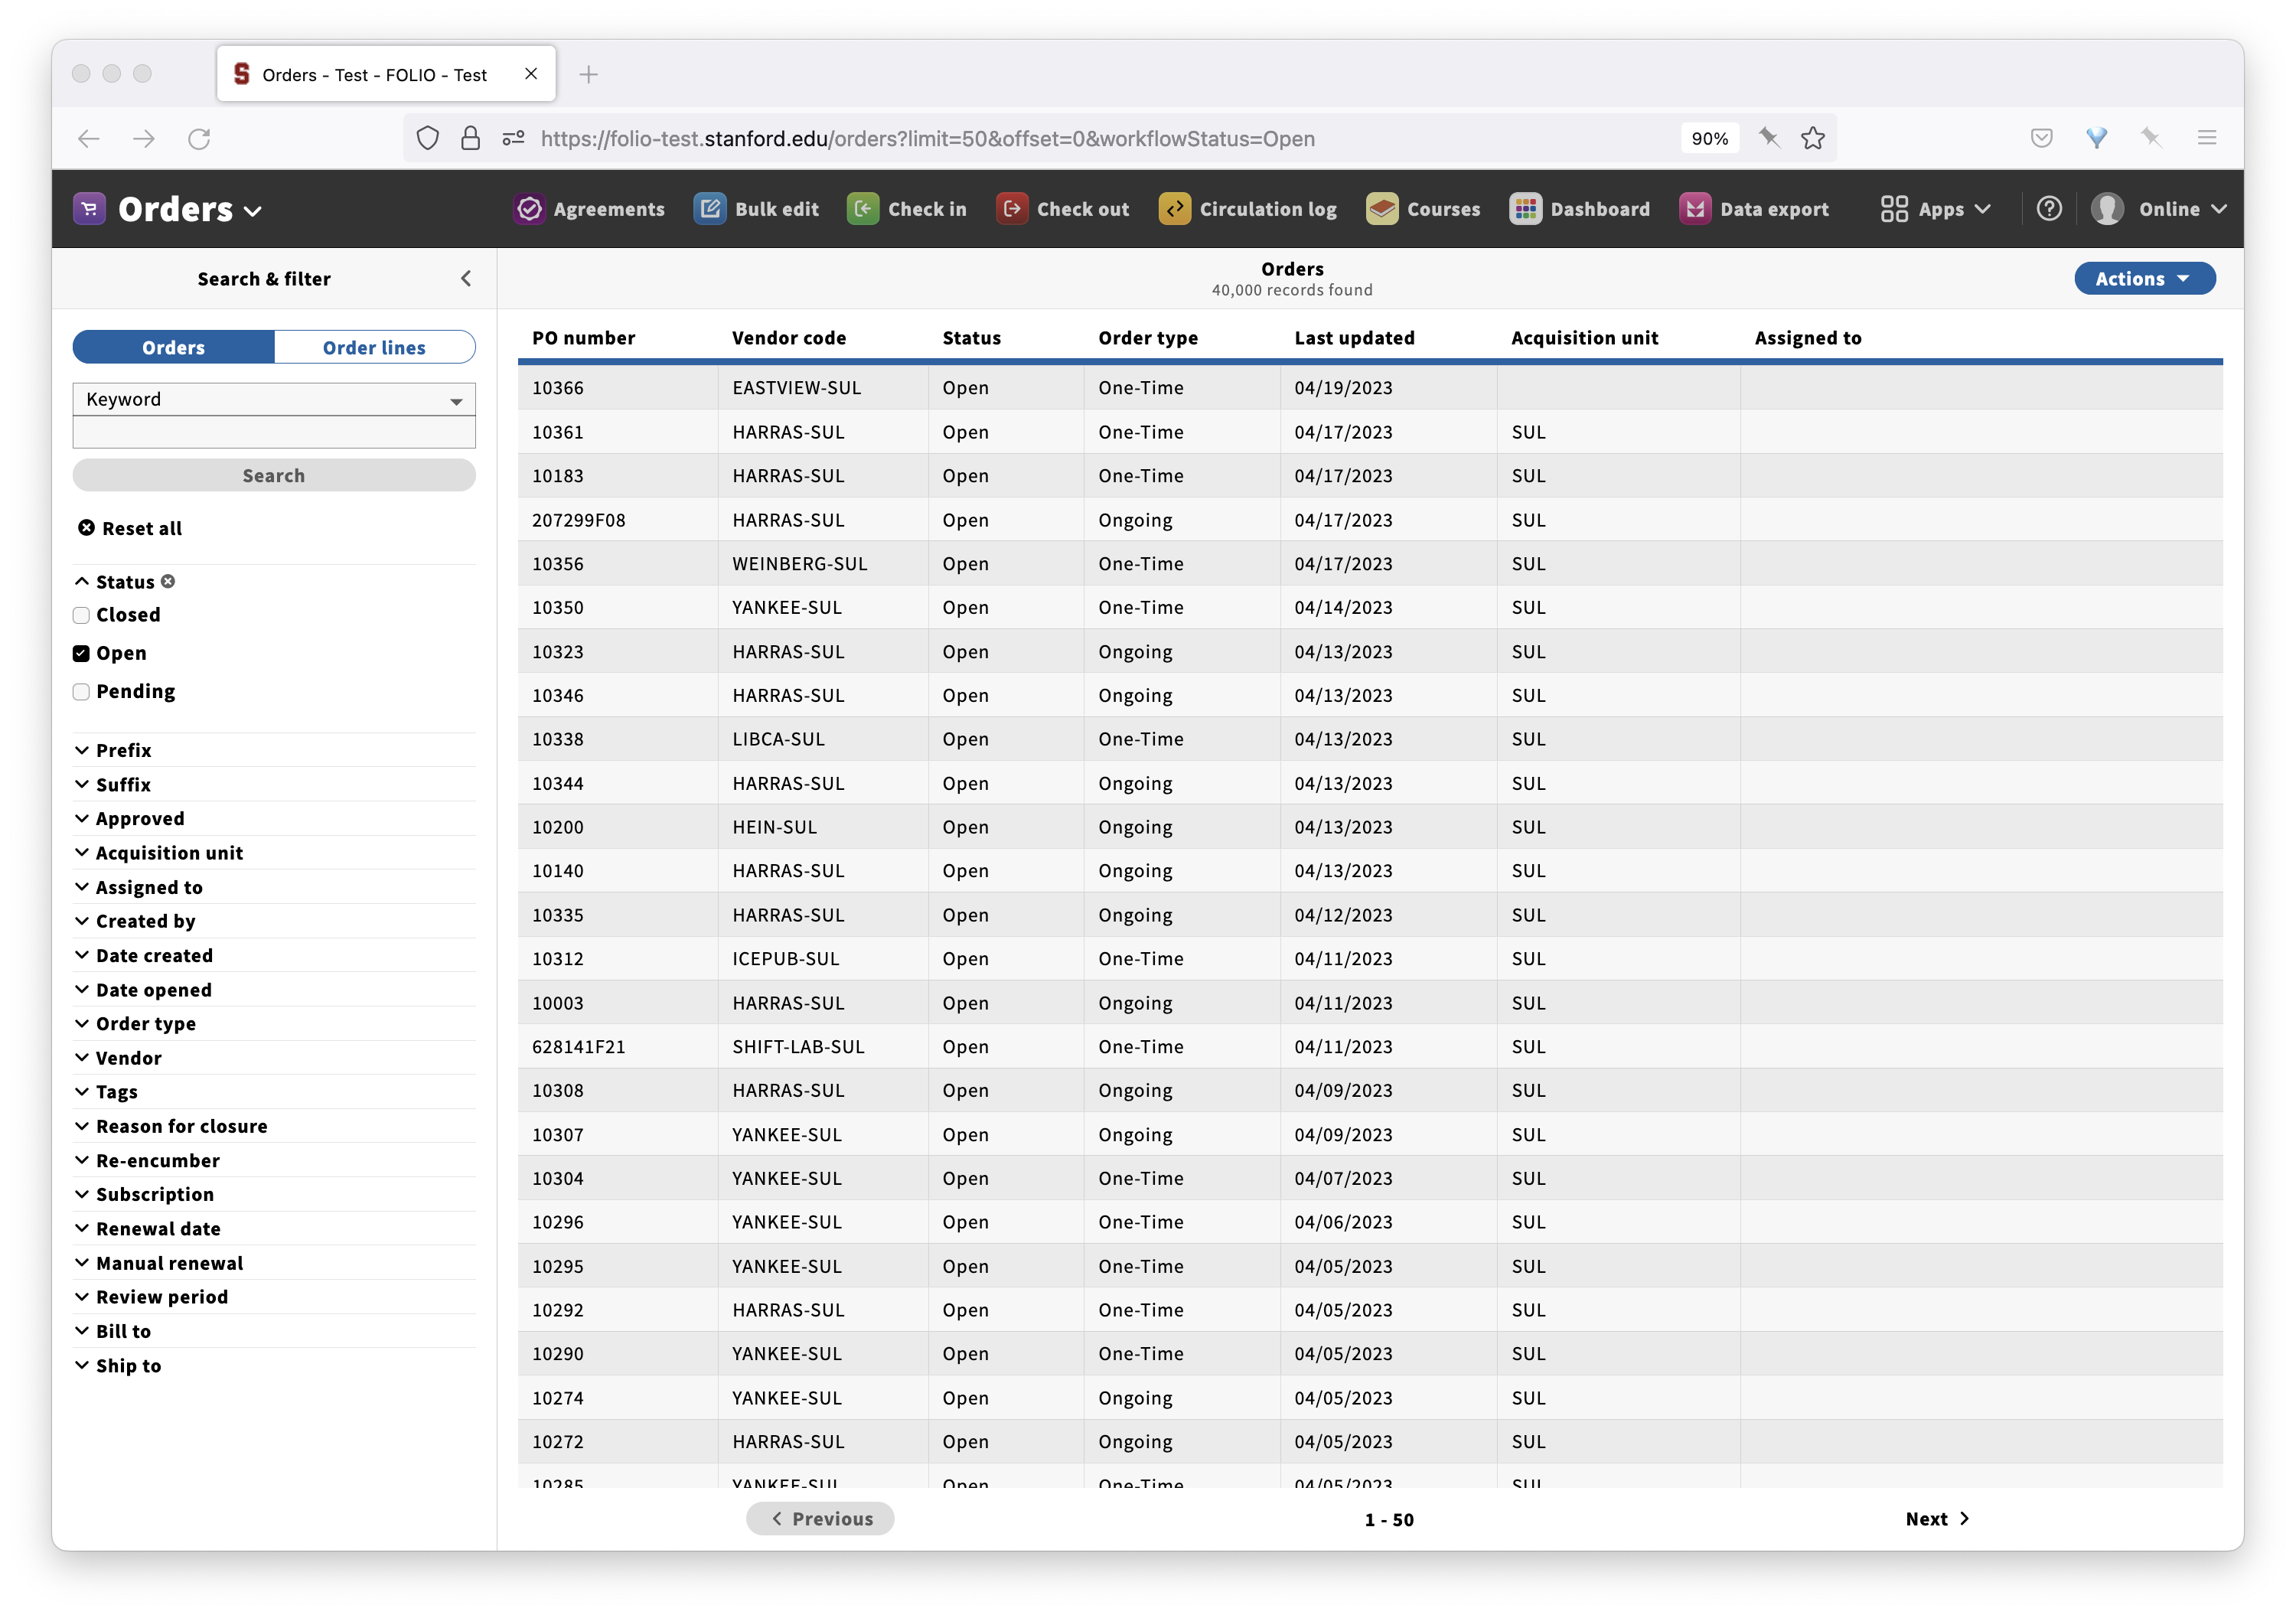 S Orders - Test - FOLIO - Test
https://folio-test.stanford.edu/orders?limit=50&offset=0&workflowStatus=Open 90%
Orders Agreements Bulk edit Check in Check out Circulation log Courses Dashboard Data export Apps Online
Search & filter
Orders Order lines
Keyword
Search
Reset all
Status
Closed
Open
Pending
Prefix
Suffix
Approved
Acquisition unit
Assigned to
Created by
Date created
Date opened
Order type
Vendor
Tags
Reason for closure
Re-encumber
Subscription
Renewal date
Manual renewal
Review period
Bill to
Ship to
Orders
40,000 records found
Actions
PO number Vendor code Status Order type Last updated Acquisition unit Assigned to
10366 EASTVIEW-SUL Open One-Time 04/19/2023
10361 HARRAS-SUL Open One-Time 04/17/2023 SUL
10183 HARRAS-SUL Open One-Time 04/17/2023 SUL
207299F08 HARRAS-SUL Open Ongoing 04/17/2023 SUL
10356 WEINBERG-SUL Open One-Time 04/17/2023 SUL
10350 YANKEE-SUL Open One-Time 04/14/2023 SUL
10323 HARRAS-SUL Open Ongoing 04/13/2023 SUL
10346 HARRAS-SUL Open Ongoing 04/13/2023 SUL
10338 LIBCA-SUL Open One-Time 04/13/2023 SUL
10344 HARRAS-SUL Open Ongoing 04/13/2023 SUL
10200 HEIN-SUL Open Ongoing 04/13/2023 SUL
10140 HARRAS-SUL Open Ongoing 04/13/2023 SUL
10335 HARRAS-SUL Open Ongoing 04/12/2023 SUL
10312 ICEPUB-SUL Open One-Time 04/11/2023 SUL
10003 HARRAS-SUL Open Ongoing 04/11/2023 SUL
628141F21 SHIFT-LAB-SUL Open One-Time 04/11/2023 SUL
10308 HARRAS-SUL Open Ongoing 04/09/2023 SUL
10307 YANKEE-SUL Open Ongoing 04/09/2023 SUL
10304 YANKEE-SUL Open One-Time 04/07/2023 SUL
10296 YANKEE-SUL Open One-Time 04/06/2023 SUL
10295 YANKEE-SUL Open One-Time 04/05/2023 SUL
10292 HARRAS-SUL Open One-Time 04/05/2023 SUL
10290 YANKEE-SUL Open One-Time 04/05/2023 SUL
10274 YANKEE-SUL Open Ongoing 04/05/2023 SUL
10272 HARRAS-SUL Open Ongoing 04/05/2023 SUL
10285 YANKEE-SUL Open One-Time 04/05/2023 SUL
Previous 1 - 50 Next